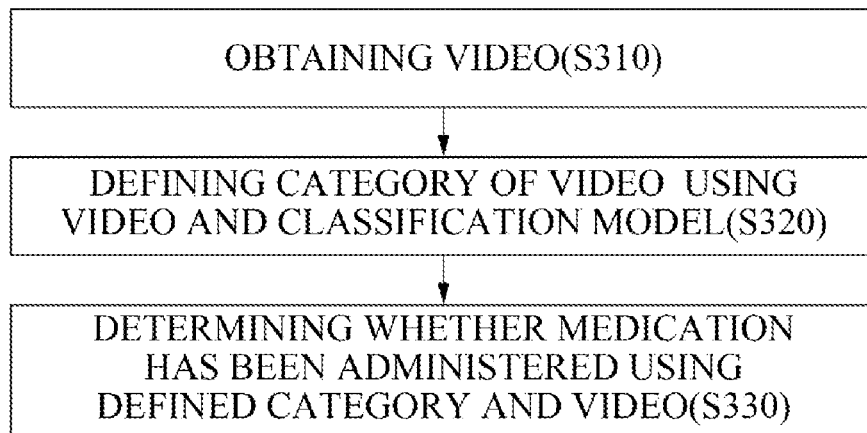 OBTAINING VIDEO(S310)
DEFINING CATEGORY OF VIDEO USING
VIDEO AND CLASSIFICATION MODEL(S320)
DETERMINING WHETHER MEDICATION
HAS BEEN ADMINISTERED USING
DEFINED CATEGORY AND VIDEO(S330)